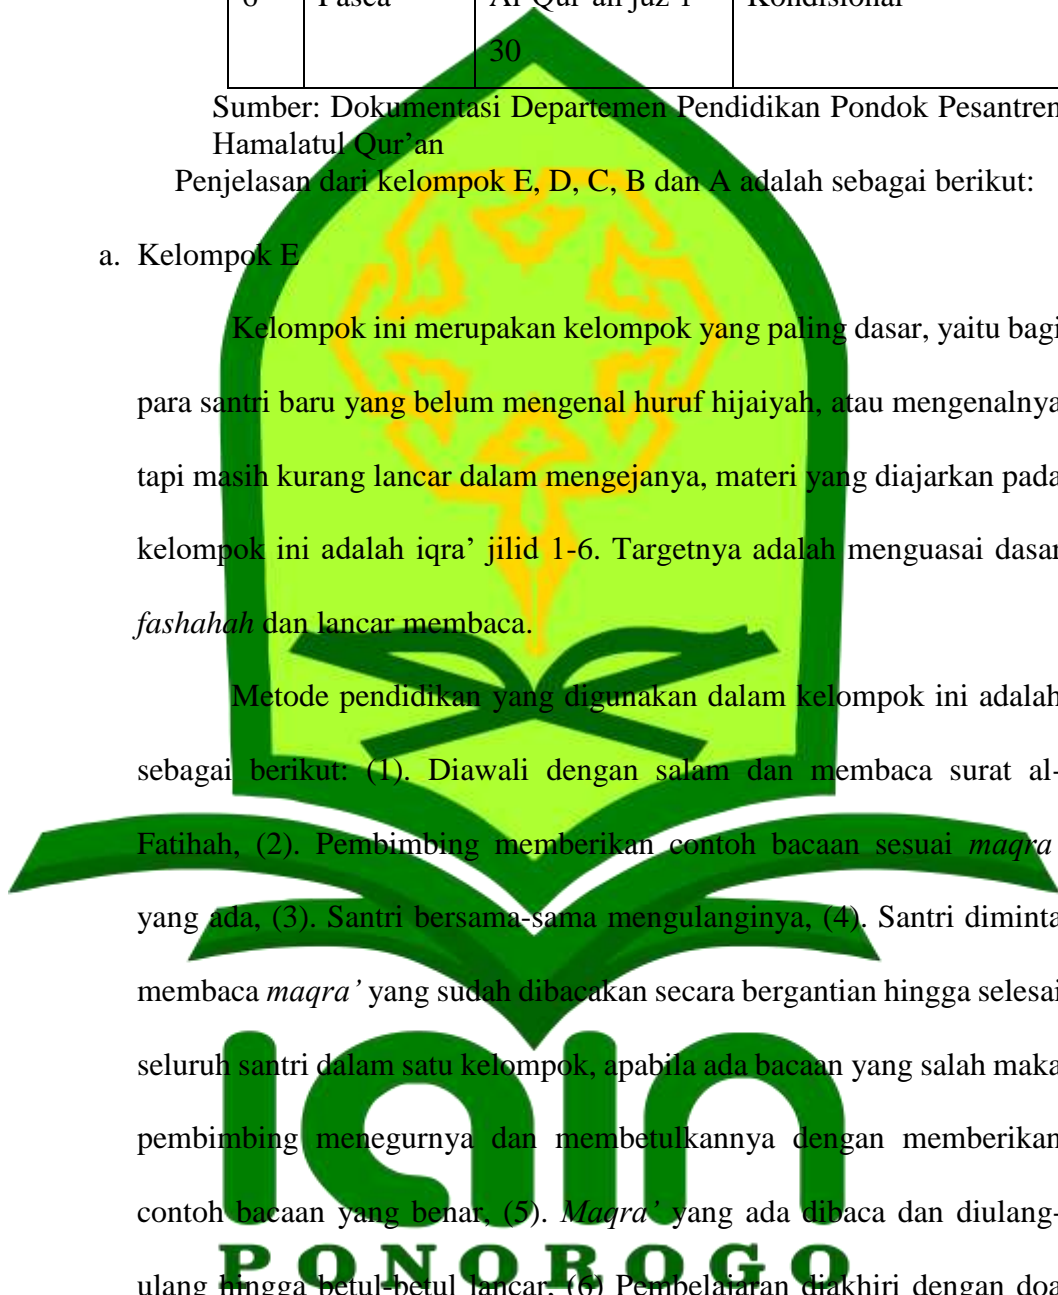 6 Pasca Al-Qur'an juz 1- Kondisional
30
Sumber: Dokumentasi Departemen Pendidikan Pondok Pesantren
Hamalatul Qur’an
Penjelasan dari kelompok E, D, C, B dan A adalah sebagai berikut:
a. Kelompok E
Kelompok ini merupakan kelompok yang paling dasar, yaitu bagi
para santri baru yang belum mengenal huruf hijaiyah, atau mengenalnya
tapi masih kurang lancar dalam mengejanya, materi yang diajarkan pada
kelompok ini adalah iqra’ jilid 1-6. Targetnya adalah menguasai dasar
fashahah dan lancar membaca.
Metode pendidikan yang digunakan dalam kelompok ini adalah
sebagai berikut: (1). Diawali dengan salam dan membaca surat al-
Fatihah, (2). Pembimbing memberikan contoh bacaan sesuai maqra’
yang ada, (3). Santri bersama-sama mengulanginya, (4). Santri diminta
membaca maqra’ yang sudah dibacakan secara bergantian hingga selesai
seluruh santri dalam satu kelompok, apabila ada bacaan yang salah maka
pembimbing menegurnya dan membetulkannya dengan memberikan
contoh bacaan yang benar, (5). Maqra’ yang ada dibaca dan diulang-
ulang hingga betul-betul lancar, (6) Pembelajaran diakhiri dengan doa
iain
PONOROGO